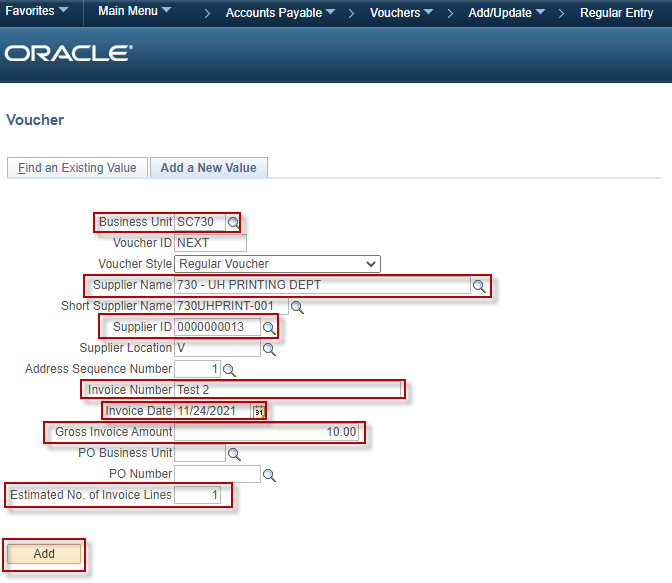 Favorites Main Menu > Accounts Payable > Vouchers > Add/Update > Regular Entry
ORACLE®
Voucher
Find an Existing Value Add a New Value
Business Unit SC730
Voucher ID NEXT
Voucher Style Regular Voucher
Supplier Name 730 - UH PRINTING DEPT
Short Supplier Name 730UHPRINT-001
Supplier ID 0000000013
Supplier Location V
Address Sequence Number 1
Invoice Number Test 2
Invoice Date 11/24/2021 31
Gross Invoice Amount 10.00
PO Business Unit
PO Number
Estimated No. of Invoice Lines 1
Add